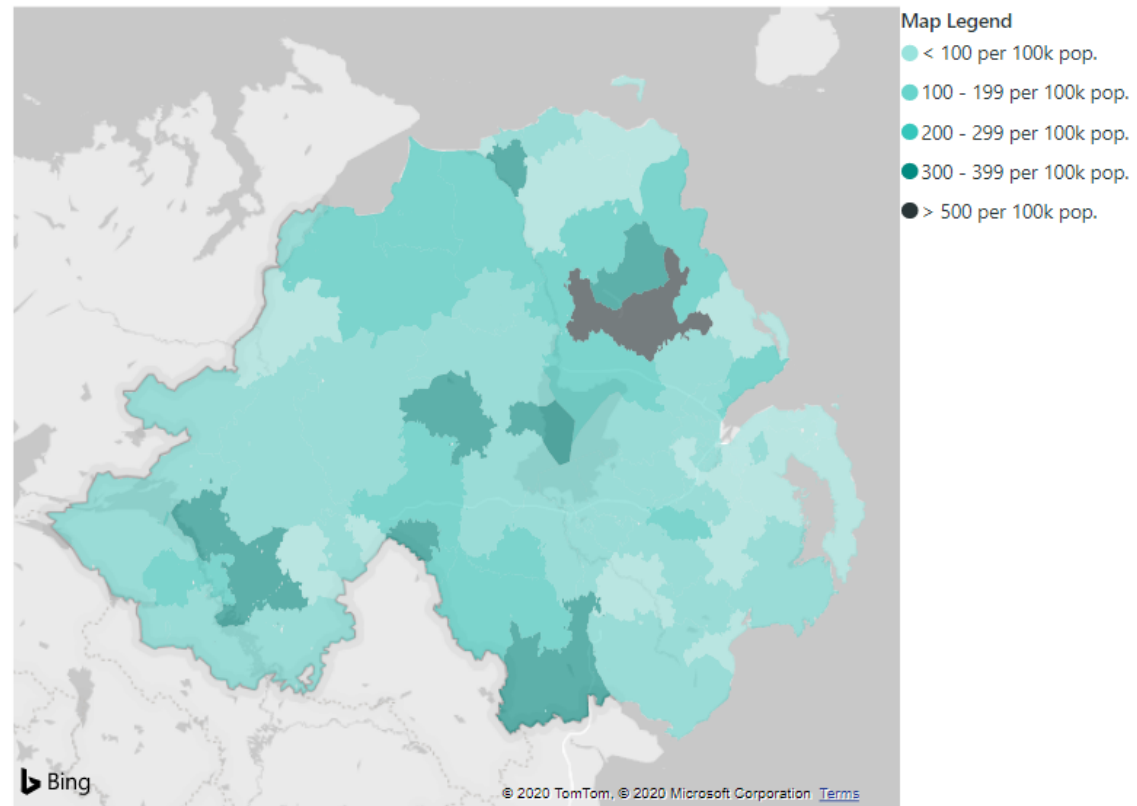 Map Legend
< 100 per 100k pop.
100 - 199 per 100k pop.
200 - 299 per 100k pop.
300 - 399 per 100k pop.
> 500 per 100k pop.
Bing
© 2020 TomTom, © 2020 Microsoft Corporation Terms